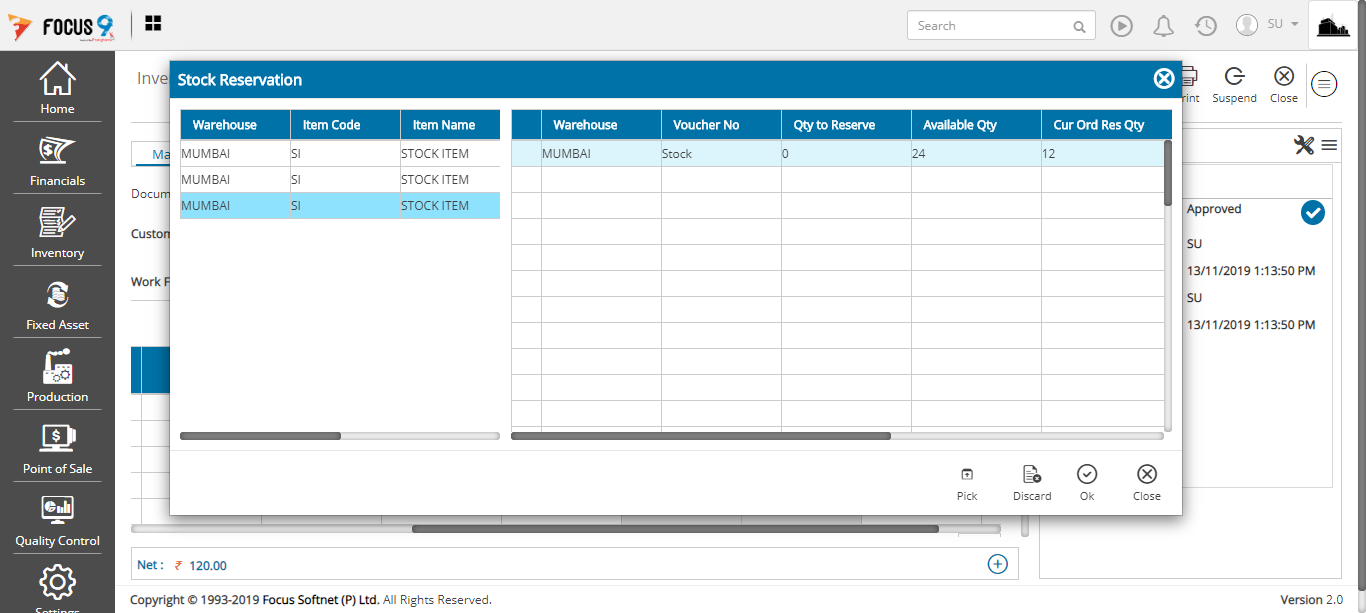 FOCUS 9
Search
SU
Home
Financials
Inventory
Fixed Asset
Production
Point of Sale
Quality Control
Settings
Inve
rint
Suspend
Close
Stock Reservation
Warehouse Item Code Item Name
MUMBAI SI STOCK ITEM
MUMBAI SI STOCK ITEM
MUMBAI SI STOCK ITEM
Warehouse Voucher No Qty to Reserve Available Qty Cur Ord Res Qty
MUMBAI Stock 0 24 12
Pick
Discard
Ok
Close
Ma
Docum
Custom
Work F
Approved
SU
13/11/2019 1:13:50 PM
SU
13/11/2019 1:13:50 PM
Net : ₹ 120.00
Copyright © 1993-2019 Focus Softnet (P) Ltd. All Rights Reserved.
Version 2.0